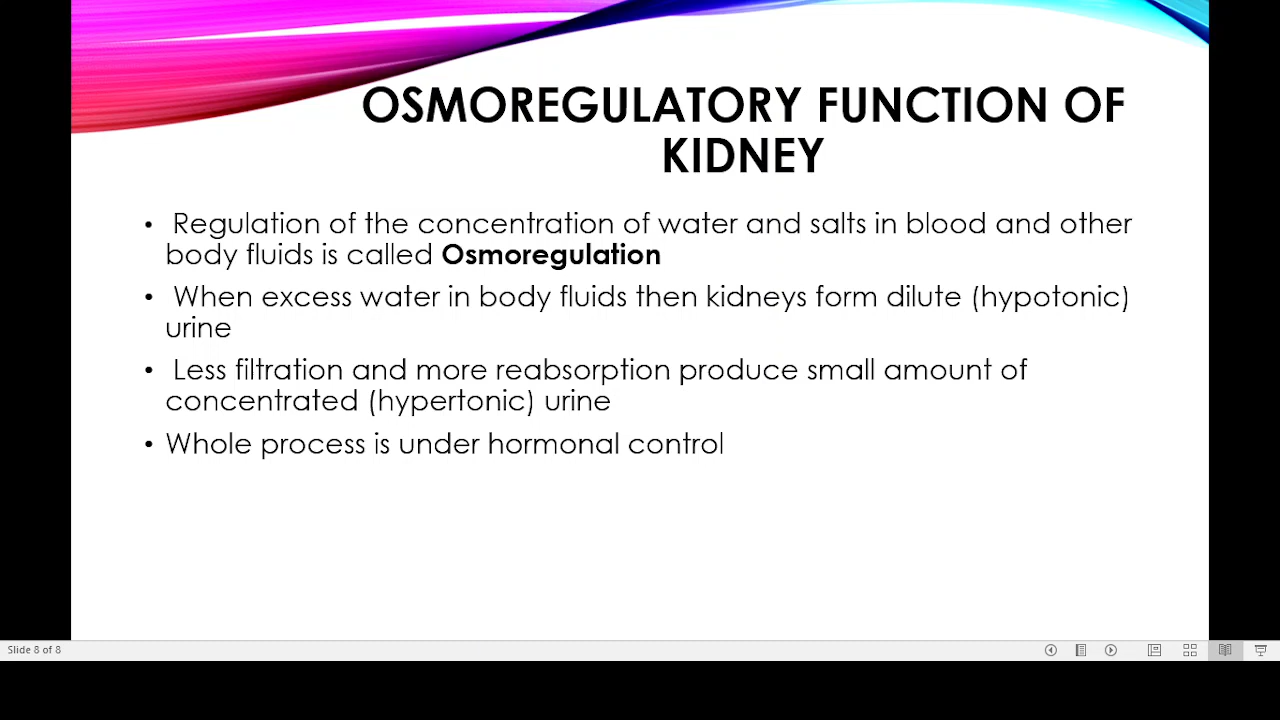 OSMOREGULATORY FUNCTION OF
KIDNEY
• Regulation of the concentration of water and salts in blood and other
body fluids is called Osmoregulation
• When excess water in body fluids then kidneys form dilute (hypotonic)
urine
• Less filtration and more reabsorption produce small amount of
concentrated (hypertonic) urine
• Whole process is under hormonal control
Slide 8 of 8